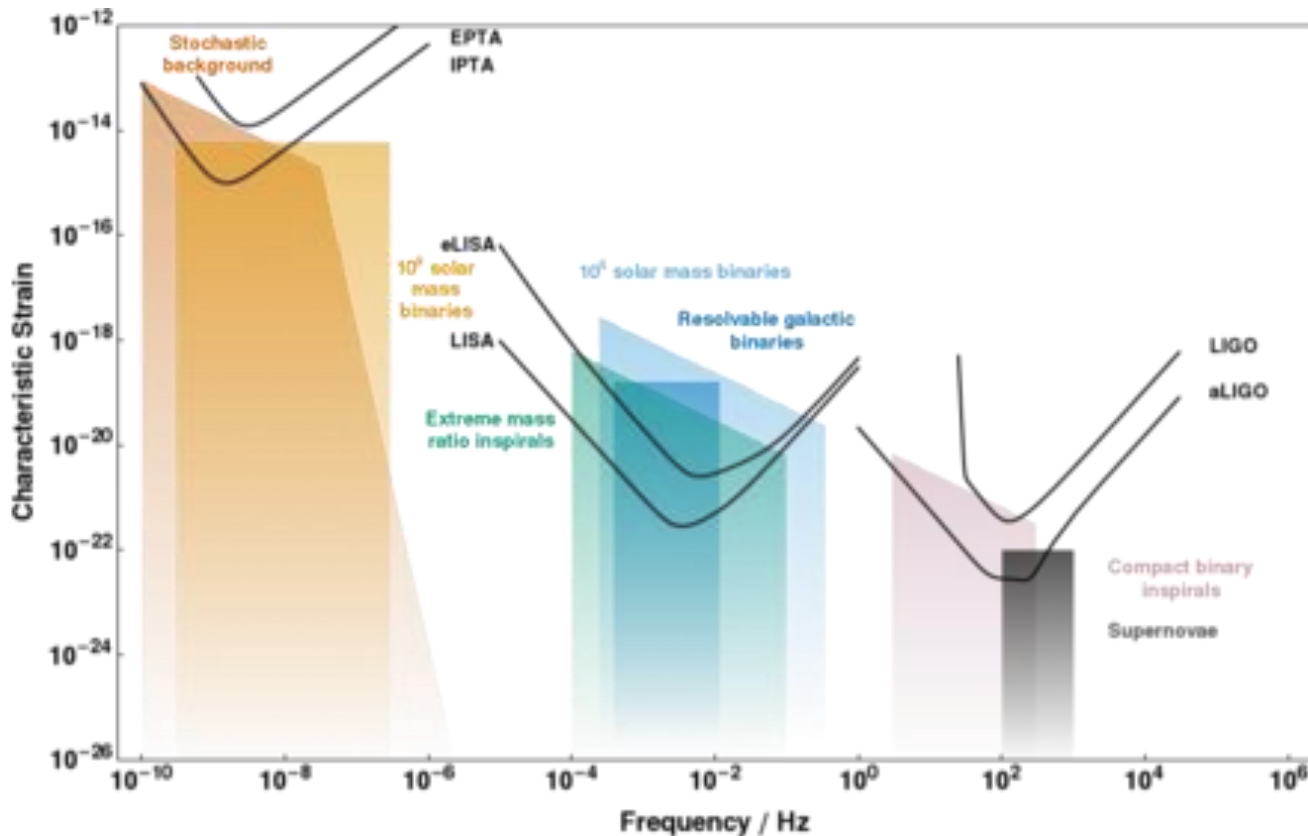 10⁻¹²
10⁻¹⁴
10⁻¹⁶
10⁻¹⁸
10⁻²⁰
10⁻²²
10⁻²⁴
10⁻²⁶
Characteristic Strain
Stochastic
background
EPTA
IPTA
eLISA
10⁹ solar
mass
binaries
LISA
10⁶ solar mass binaries
Resolvable galactic
binaries
Extreme mass
ratio inspirals
LIGO
aLIGO
Compact binary
inspirals
Supernovae
10⁻¹⁰
10⁻⁸
10⁻⁶
10⁻⁴
10⁻²
10⁰
10²
10⁴
10⁶
Frequency / Hz